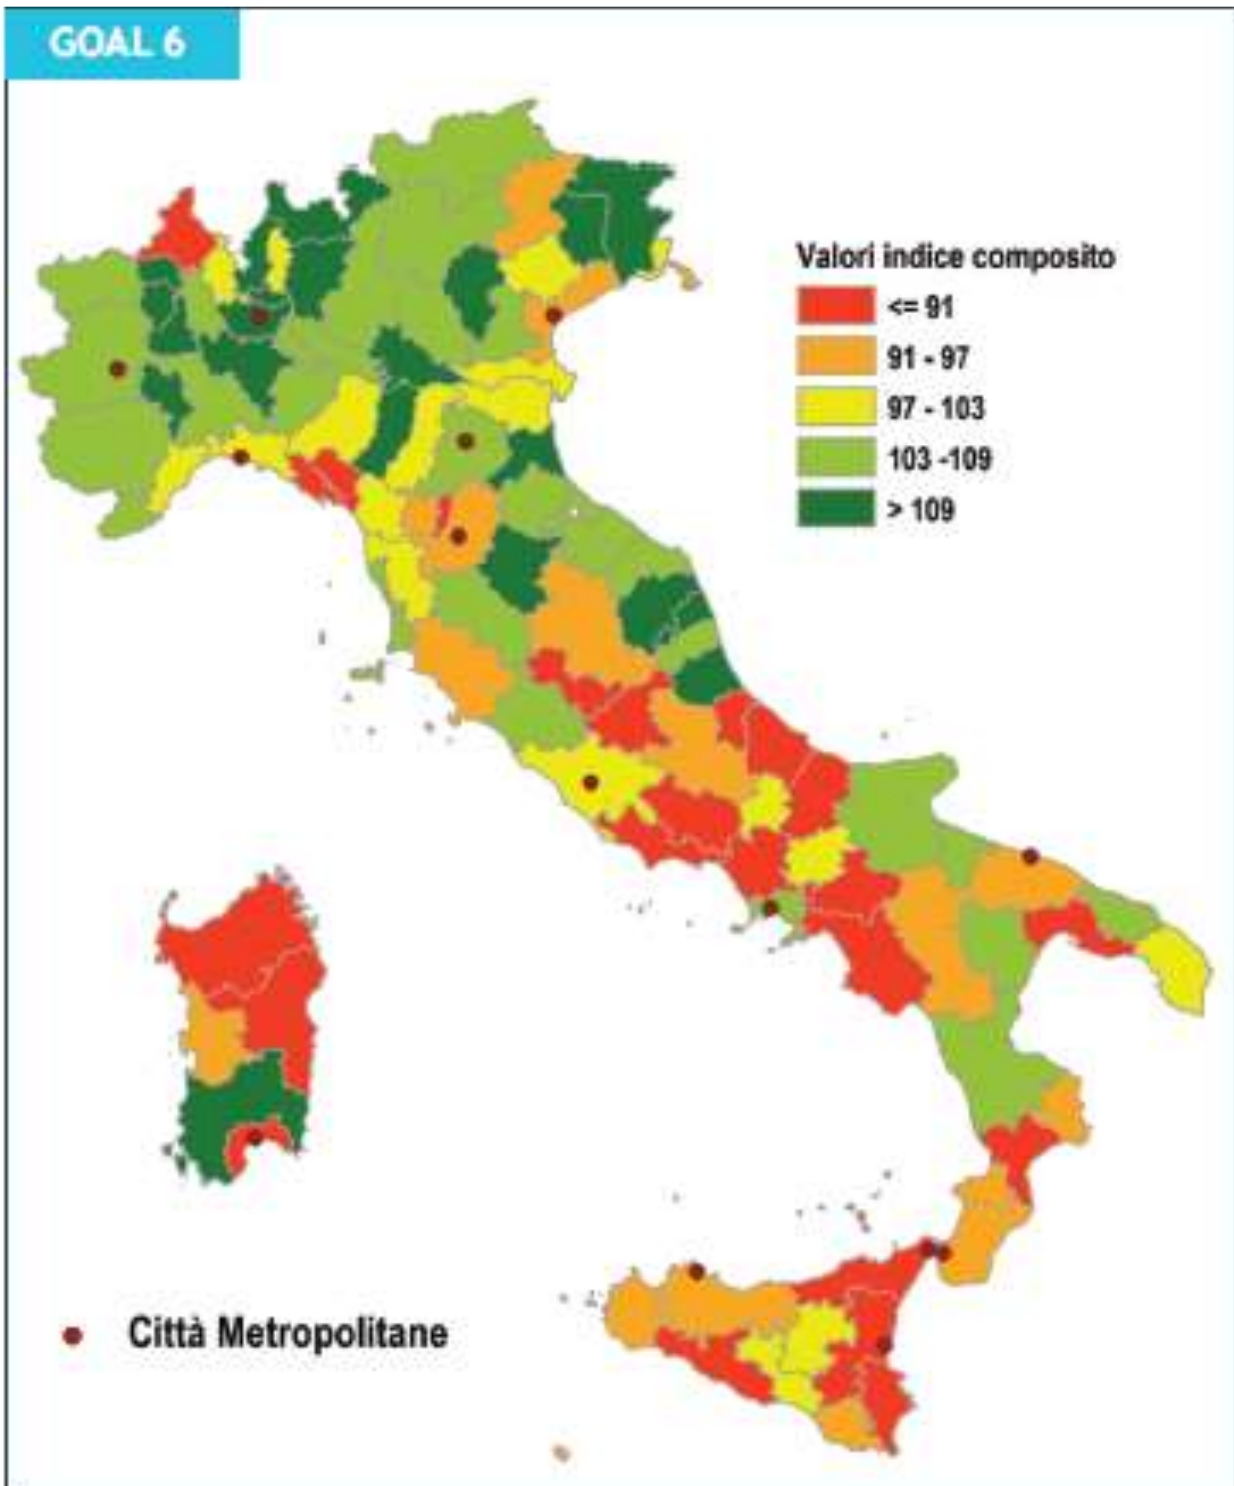 GOAL 6
Valori indice composito
<= 91
91 - 97
97 - 103
103 -109
> 109
Città Metropolitane